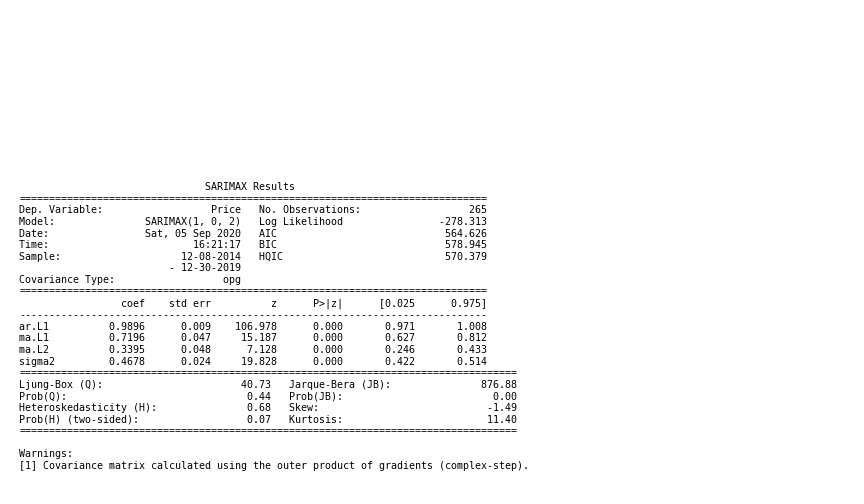 SARIMAX Results
==============================================================================
Dep. Variable:                  Price   No. Observations:                  265
Model:               SARIMAX(1, 0, 2)   Log Likelihood                -278.313
Date:                Sat, 05 Sep 2020   AIC                            564.626
Time:                        16:21:17   BIC                            578.945
Sample:                    12-08-2014   HQIC                           570.379
                         - 12-30-2019
Covariance Type:                  opg
==============================================================================
                 coef    std err          z      P>|z|      [0.025      0.975]
------------------------------------------------------------------------------
ar.L1          0.9896      0.009    106.978      0.000       0.971       1.008
ma.L1          0.7196      0.047     15.187      0.000       0.627       0.812
ma.L2          0.3395      0.048      7.128      0.000       0.246       0.433
sigma2         0.4678      0.024     19.828      0.000       0.422       0.514
===================================================================================
Ljung-Box (Q):                       40.73   Jarque-Bera (JB):               876.88
Prob(Q):                              0.44   Prob(JB):                         0.00
Heteroskedasticity (H):               0.68   Skew:                            -1.49
Prob(H) (two-sided):                  0.07   Kurtosis:                        11.40
===================================================================================
Warnings:
[1] Covariance matrix calculated using the outer product of gradients (complex-step).